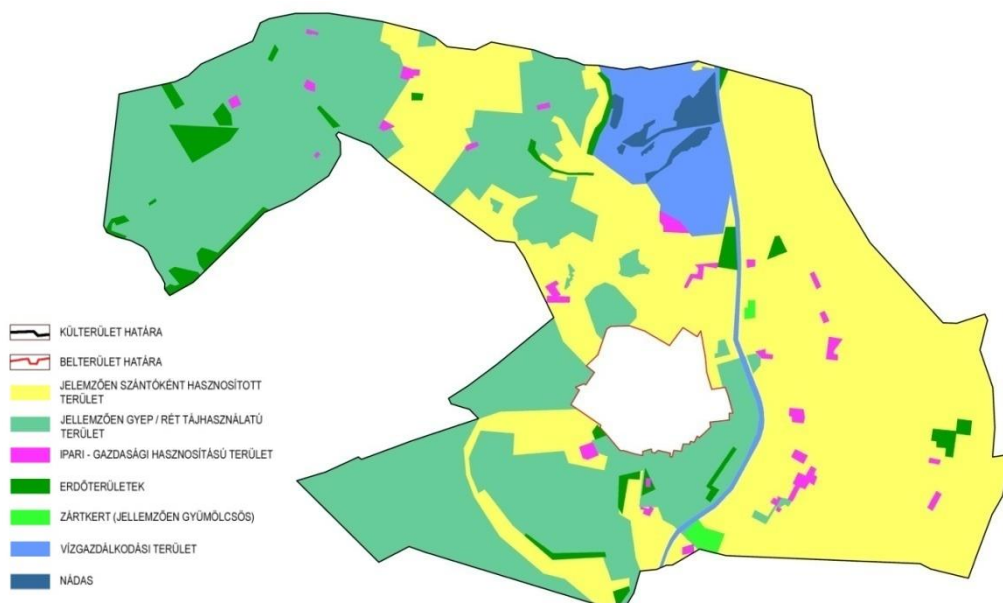 KÜLTERÜLET HATÁRA
BELTERÜLET HATÁRA
JELEMZŐEN SZÁNTÓKÉNT HASZNOSÍTOTT
TERÜLET
JELLEMZŐEN GYEP / RÉT TÁJHASZNÁLATÚ
TERÜLET
IPARI - GAZDASÁGI HASZNOSÍTÁSÚ TERÜLET
ERDŐTERÜLETEK
ZÁRTKERT (JELLEMZŐEN GYÜMÖLCSÖS)
VÍZGAZDÁLKODÁSI TERÜLET
NÁDAS